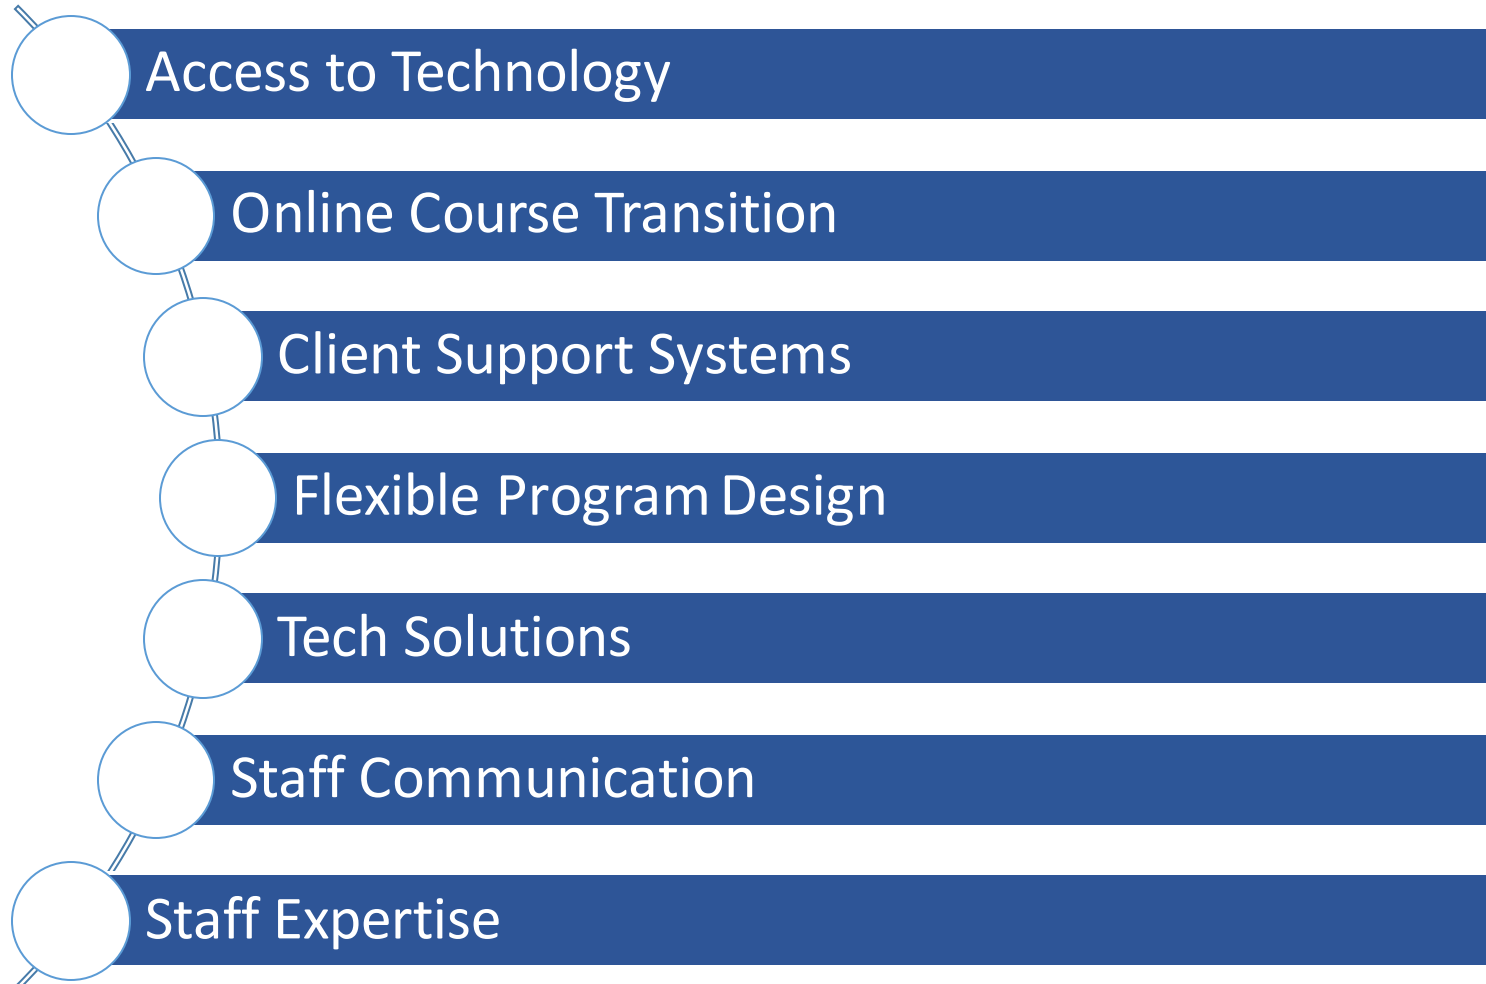 Access to Technology
Online Course Transition
Client Support Systems
Flexible Program Design
Tech Solutions
Staff Communication
Staff Expertise